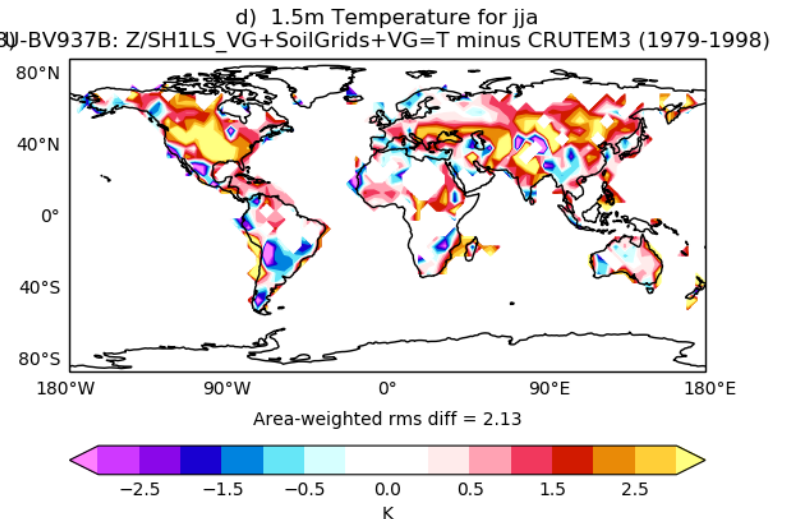 d) 1.5m Temperature for jja
U-BV937B: Z/SH1LS_VG+SoilGrids+VG=T minus CRUTEM3 (1979-1998)
80°N
40°N
0°
40°S
80°S
180°W 90°W 0° 90°E 180°E
Area-weighted rms diff = 2.13
−2.5 −1.5 −0.5 0.0 0.5 1.5 2.5
K